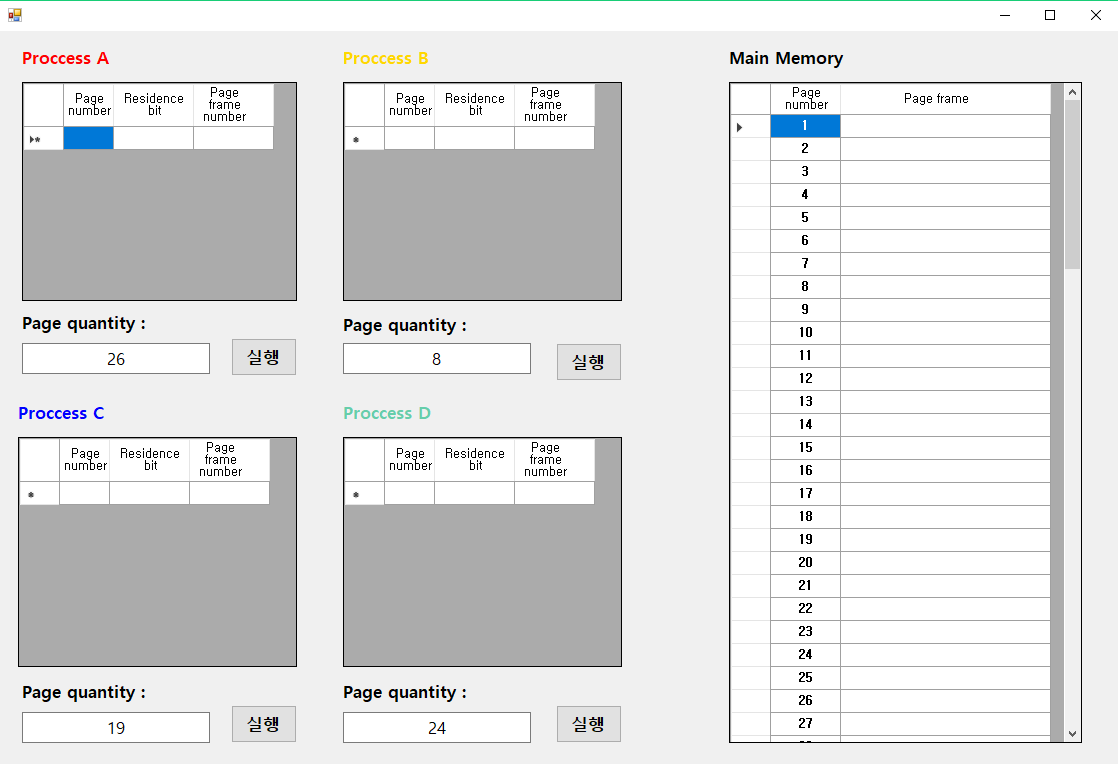 Proccess A
Page number
Residence bit
Page frame number
Page quantity :
26
실행
Proccess B
Page number
Residence bit
Page frame number
Page quantity :
8
실행
Proccess C
Page number
Residence bit
Page frame number
Page quantity :
19
실행
Proccess D
Page number
Residence bit
Page frame number
Page quantity :
24
실행
Main Memory
Page number
Page frame
1
2
3
4
5
6
7
8
9
10
11
12
13
14
15
16
17
18
19
20
21
22
23
24
25
26
27